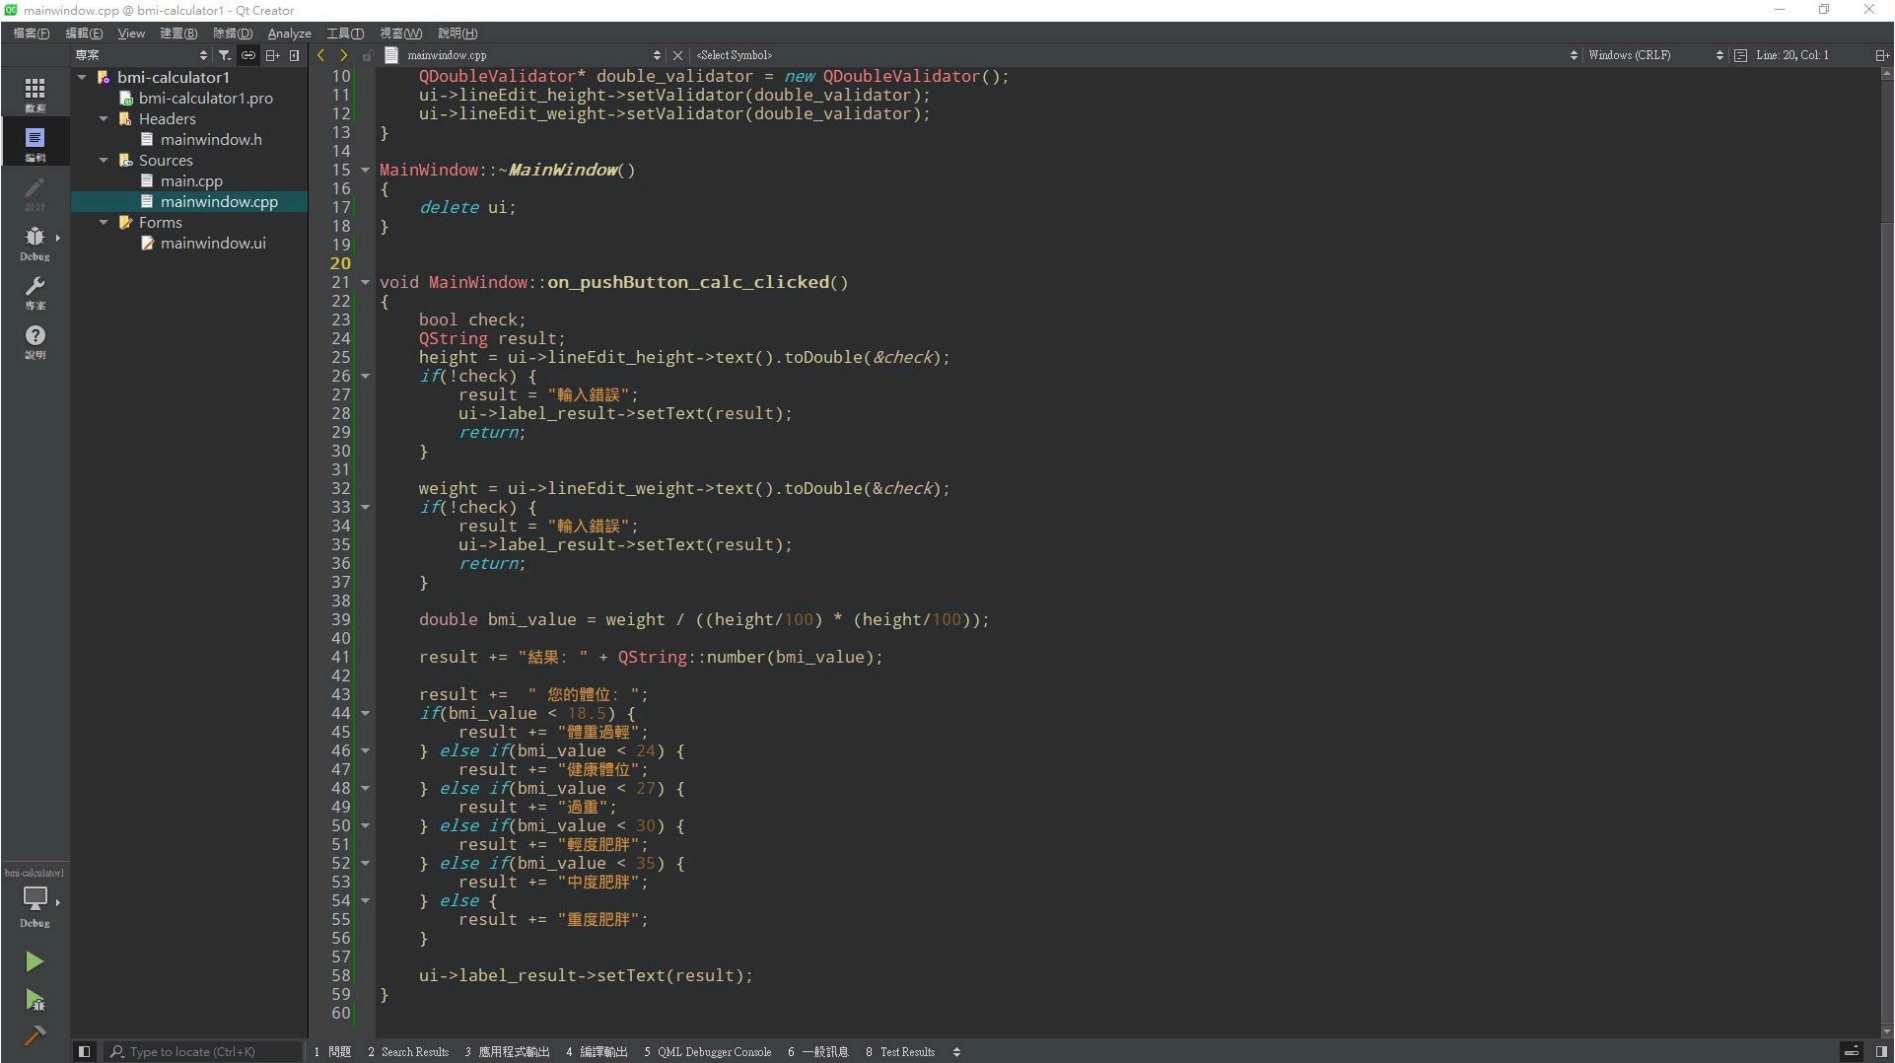 mainwindow.cpp @ bmi-calculator1 - Qt Creator
檔案(F) 編輯(E) View 建置(B) 除錯(D) Analyze 工具(T) 視窗(W) 說明(H)
專案
mainwindow.cpp
<Select Symbol>
Windows (CRLF)
Line: 20, Col: 1
歡迎
編輯
設計
Debug
專案
說明
bmi-calculator1
Debug
bmi-calculator1
bmi-calculator1.pro
Headers
mainwindow.h
Sources
main.cpp
mainwindow.cpp
Forms
mainwindow.ui
10 QDoubleValidator* double_validator = new QDoubleValidator();
11 ui->lineEdit_height->setValidator(double_validator);
12 ui->lineEdit_weight->setValidator(double_validator);
13 }
14
15 MainWindow::~MainWindow()
16 {
17 delete ui;
18 }
19
20
21 void MainWindow::on_pushButton_calc_clicked()
22 {
23 bool check;
24 QString result;
25 height = ui->lineEdit_height->text().toDouble(&check);
26 if(!check) {
27 result = "輸入錯誤";
28 ui->label_result->setText(result);
29 return;
30 }
31
32 weight = ui->lineEdit_weight->text().toDouble(&check);
33 if(!check) {
34 result = "輸入錯誤";
35 ui->label_result->setText(result);
36 return;
37 }
38
39 double bmi_value = weight / ((height/100) * (height/100));
40
41 result += "結果: " + QString::number(bmi_value);
42
43 result +=  " 您的體位: ";
44 if(bmi_value < 18.5) {
45 result += "體重過輕";
46 } else if(bmi_value < 24) {
47 result += "健康體位";
48 } else if(bmi_value < 27) {
49 result += "過重";
50 } else if(bmi_value < 30) {
51 result += "輕度肥胖";
52 } else if(bmi_value < 35) {
53 result += "中度肥胖";
54 } else {
55 result += "重度肥胖";
56 }
57
58 ui->label_result->setText(result);
59 }
60
Type to locate (Ctrl+K)
1 問題 2 Search Results 3 應用程式輸出 4 編譯輸出 5 QML Debugger Console 6 一般訊息 8 Test Results